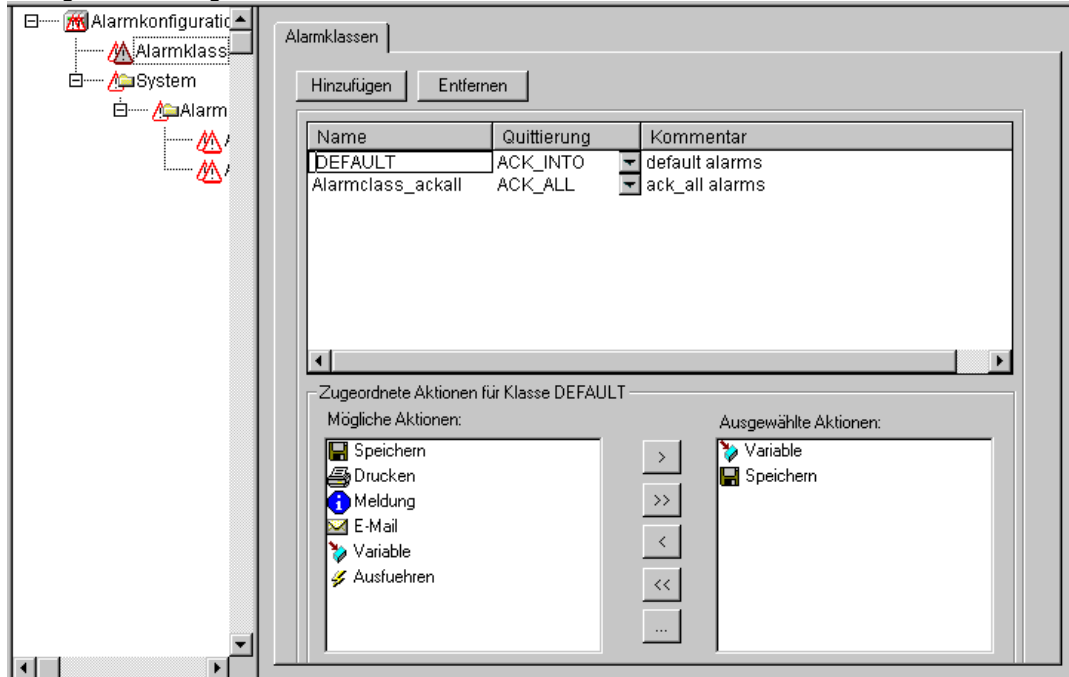 Alarmkonfiguratic
Alarmklass
System
Alarm
Alarmklassen
Hinzufügen Entfernen
Name Quittierung Kommentar
DEFAULT ACK_INTO default alarms
Alarmclass_ackall ACK_ALL ack_all alarms
Zugeordnete Aktionen für Klasse DEFAULT
Mögliche Aktionen:
Speichern
Drucken
Meldung
E-Mail
Variable
Ausfuehren
>
>>
<
<<
...
Ausgewählte Aktionen:
Variable
Speichern